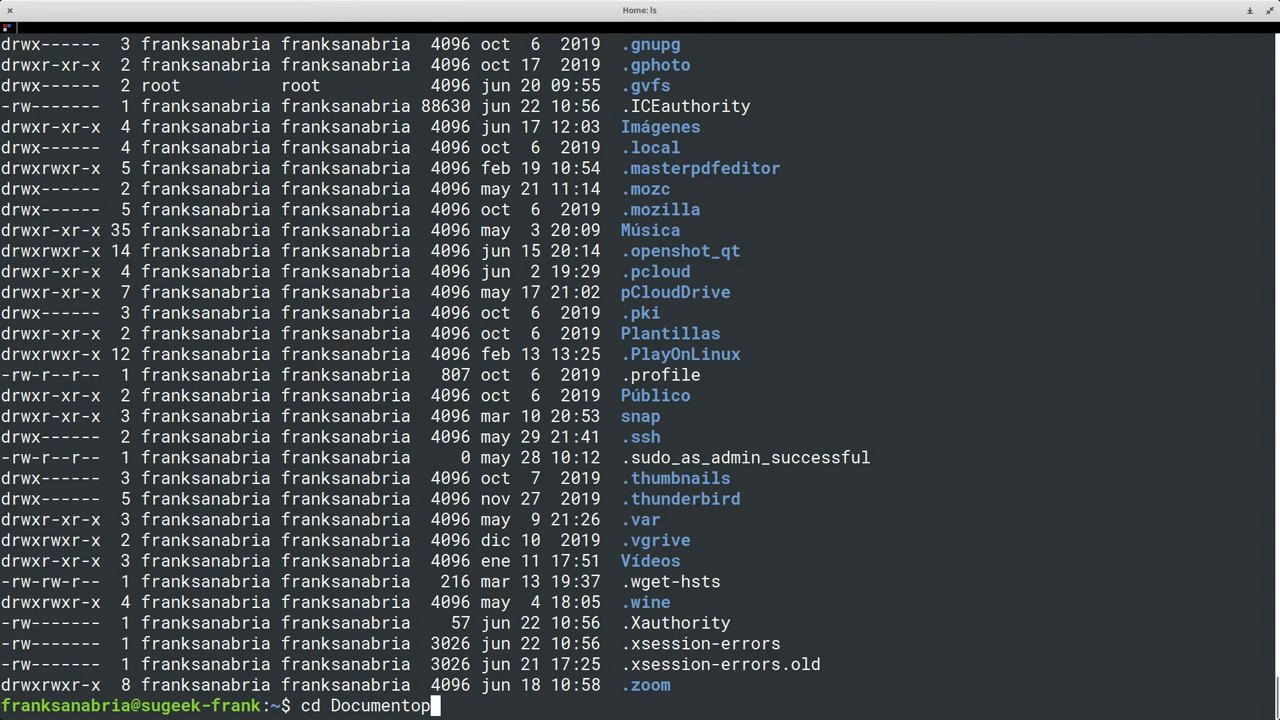 Home: ls
drwx------ 3 franksanabria franksanabria 4096 oct 6 2019 .gnupg
drwxr-xr-x 2 franksanabria franksanabria 4096 oct 17 2019 .gphoto
drwx------ 2 root root 4096 jun 20 09:55 .gvfs
-rw------- 1 franksanabria franksanabria 88630 jun 22 10:56 .ICEauthority
drwxr-xr-x 4 franksanabria franksanabria 4096 jun 17 12:03 Imágenes
drwx------ 4 franksanabria franksanabria 4096 oct 6 2019 .local
drwxrwxr-x 5 franksanabria franksanabria 4096 feb 19 10:54 .masterpdfeditor
drwx------ 2 franksanabria franksanabria 4096 may 21 11:14 .mozc
drwx------ 5 franksanabria franksanabria 4096 oct 6 2019 .mozilla
drwxr-xr-x 35 franksanabria franksanabria 4096 may 3 20:09 Música
drwxrwxr-x 14 franksanabria franksanabria 4096 jun 15 20:14 .openshot_qt
drwxr-xr-x 4 franksanabria franksanabria 4096 jun 2 19:29 .pcloud
drwxr-xr-x 7 franksanabria franksanabria 4096 may 17 21:02 pCloudDrive
drwx------ 3 franksanabria franksanabria 4096 oct 6 2019 .pki
drwxr-xr-x 2 franksanabria franksanabria 4096 oct 6 2019 Plantillas
drwxrwxr-x 12 franksanabria franksanabria 4096 feb 13 13:25 .PlayOnLinux
-rw-r--r-- 1 franksanabria franksanabria 807 oct 6 2019 .profile
drwxr-xr-x 2 franksanabria franksanabria 4096 oct 6 2019 Público
drwxr-xr-x 3 franksanabria franksanabria 4096 mar 10 20:53 snap
drwx------ 2 franksanabria franksanabria 4096 may 29 21:41 .ssh
-rw-r--r-- 1 franksanabria franksanabria 0 may 28 10:12 .sudo_as_admin_successful
drwx------ 3 franksanabria franksanabria 4096 oct 7 2019 .thumbnails
drwx------ 5 franksanabria franksanabria 4096 nov 27 2019 .thunderbird
drwxr-xr-x 3 franksanabria franksanabria 4096 may 9 21:26 .var
drwxrwxr-x 2 franksanabria franksanabria 4096 dic 10 2019 .vgrive
drwxr-xr-x 3 franksanabria franksanabria 4096 ene 11 17:51 Vídeos
-rw-rw-r-- 1 franksanabria franksanabria 216 mar 13 19:37 .wget-hsts
drwxrwxr-x 4 franksanabria franksanabria 4096 may 4 18:05 .wine
-rw------- 1 franksanabria franksanabria 57 jun 22 10:56 .Xauthority
-rw------- 1 franksanabria franksanabria 3026 jun 22 10:56 .xsession-errors
-rw------- 1 franksanabria franksanabria 3026 jun 21 17:25 .xsession-errors.old
drwxrwxr-x 8 franksanabria franksanabria 4096 jun 18 10:58 .zoom
franksanabria@sugeek-frank:~$ cd Documentop